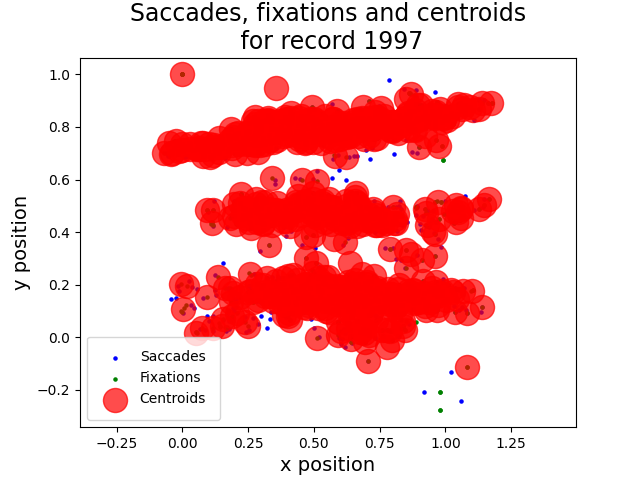 Saccades, fixations and centroids
for record 1997
y position
1.0
0.8
0.6
0.4
0.2
0.0
−0.2
Saccades
Fixations
Centroids
−0.25
0.00
0.25
0.50
0.75
1.00
1.25
x position